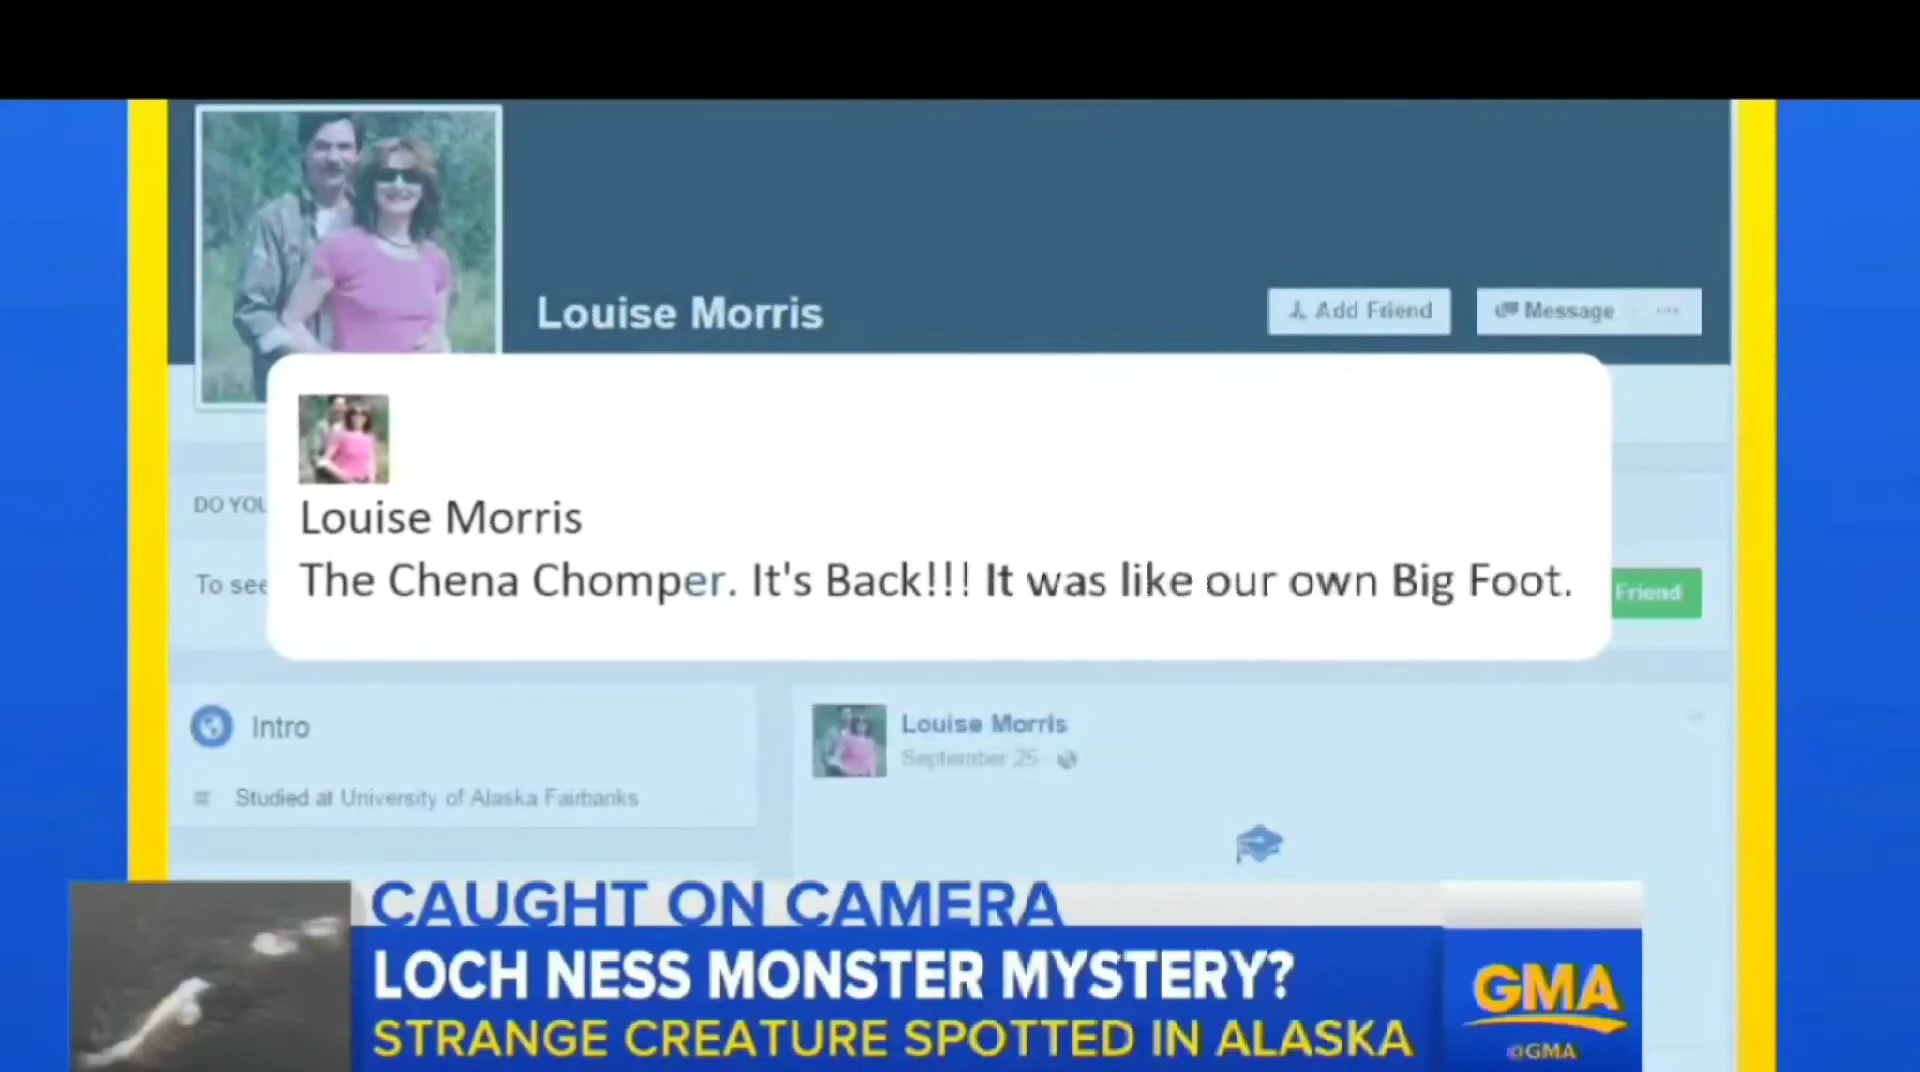 Louise Morris
Add Friend
Message ...
Louise Morris
The Chena Chomper. It's Back!!! It was like our own Big Foot.
DO YOU
To see
Friend
Intro
Louise Morris
September 25
Studied at University of Alaska Fairbanks
CAUGHT ON CAMERA
LOCH NESS MONSTER MYSTERY?
STRANGE CREATURE SPOTTED IN ALASKA
GMA
@GMA